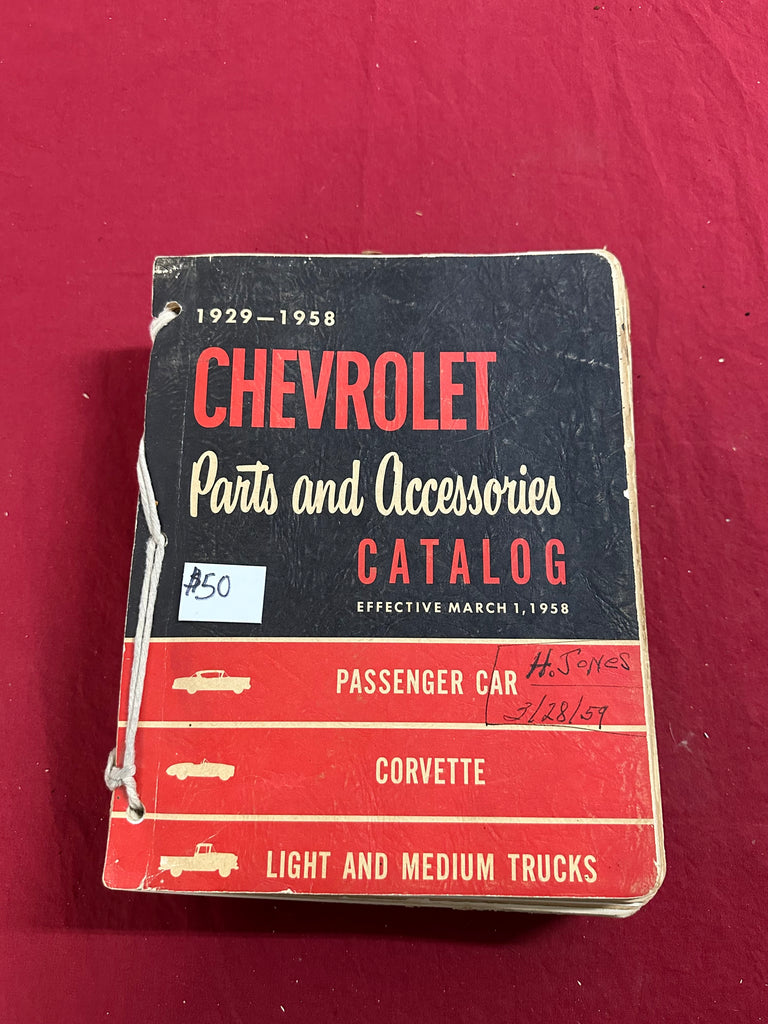 1929—1958
CHEVROLET
Parts and Accessories
CATALOG
$50
EFFECTIVE MARCH 1, 1958
PASSENGER CAR
H. JONES
3/28/59
CORVETTE
LIGHT AND MEDIUM TRUCKS